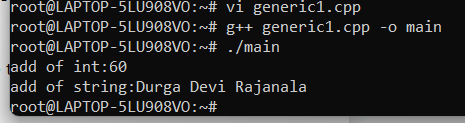 root@LAPTOP-5LU908VO:~# vi generic1.cpp
root@LAPTOP-5LU908VO:~# g++ generic1.cpp -o main
root@LAPTOP-5LU908VO:~# ./main
add of int:60
add of string:Durga Devi Rajanala
root@LAPTOP-5LU908VO:~#